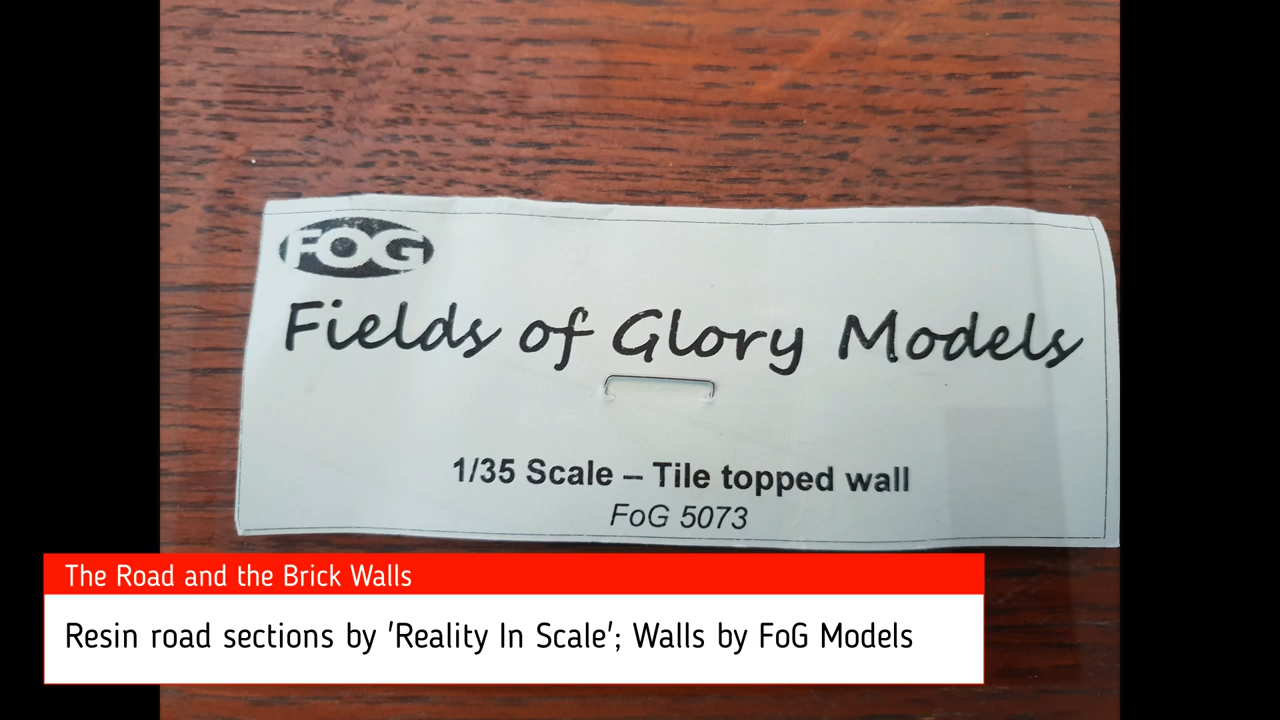 FOG
Fields of Glory Models
1/35 Scale – Tile topped wall
FoG 5073
The Road and the Brick Walls
Resin road sections by 'Reality In Scale'; Walls by FoG Models